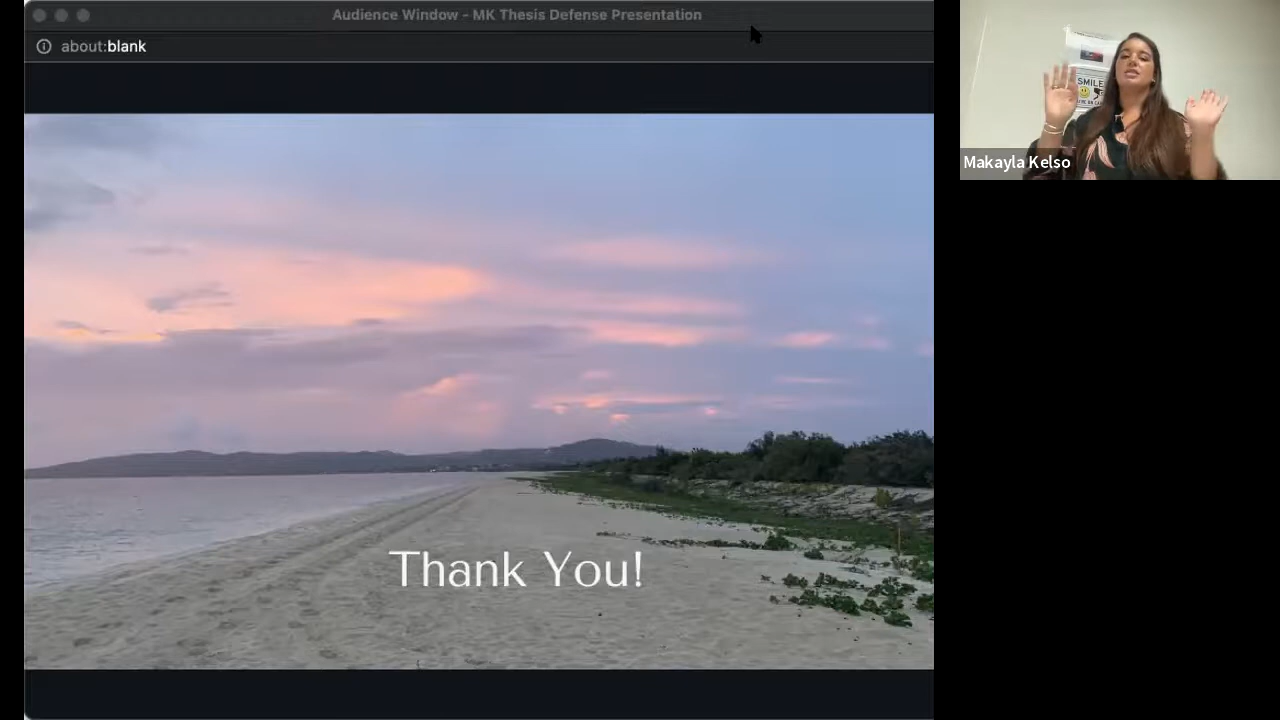 Audience Window - MK Thesis Defense Presentation
about:blank
Thank You!
SMILE
Makayla Kelso